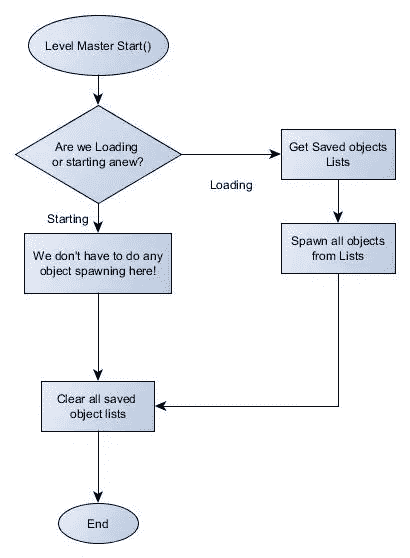 Level Master Start()
Are we Loading
or starting anew?
Loading
Get Saved objects
Lists
Spawn all objects
from Lists
Starting
We don't have to do any
object spawning here!
Clear all saved
object lists
End